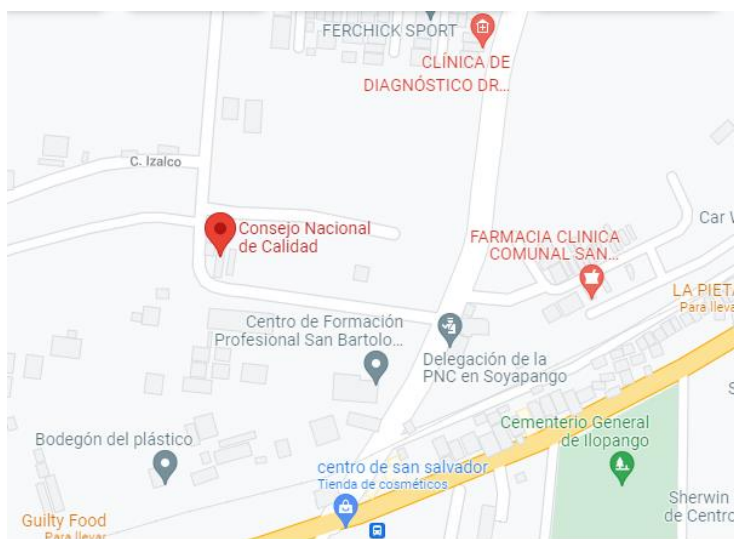 FERCHICK SPORT
CLÍNICA DE
DIAGNÓSTICO DR...
C. Izalco
Consejo Nacional
de Calidad
FARMACIA CLINICA
COMUNAL SAN...
Car W
LA PIETA
Para lleva
Centro de Formación
Profesional San Bartolo...
Delegación de la
PNC en Soyapango
Cementerio General
de Ilopango
Bodegón del plástico
centro de san salvador
Tienda de cosméticos
S
Sherwin
de Centro
Guilty Food
Para llevar